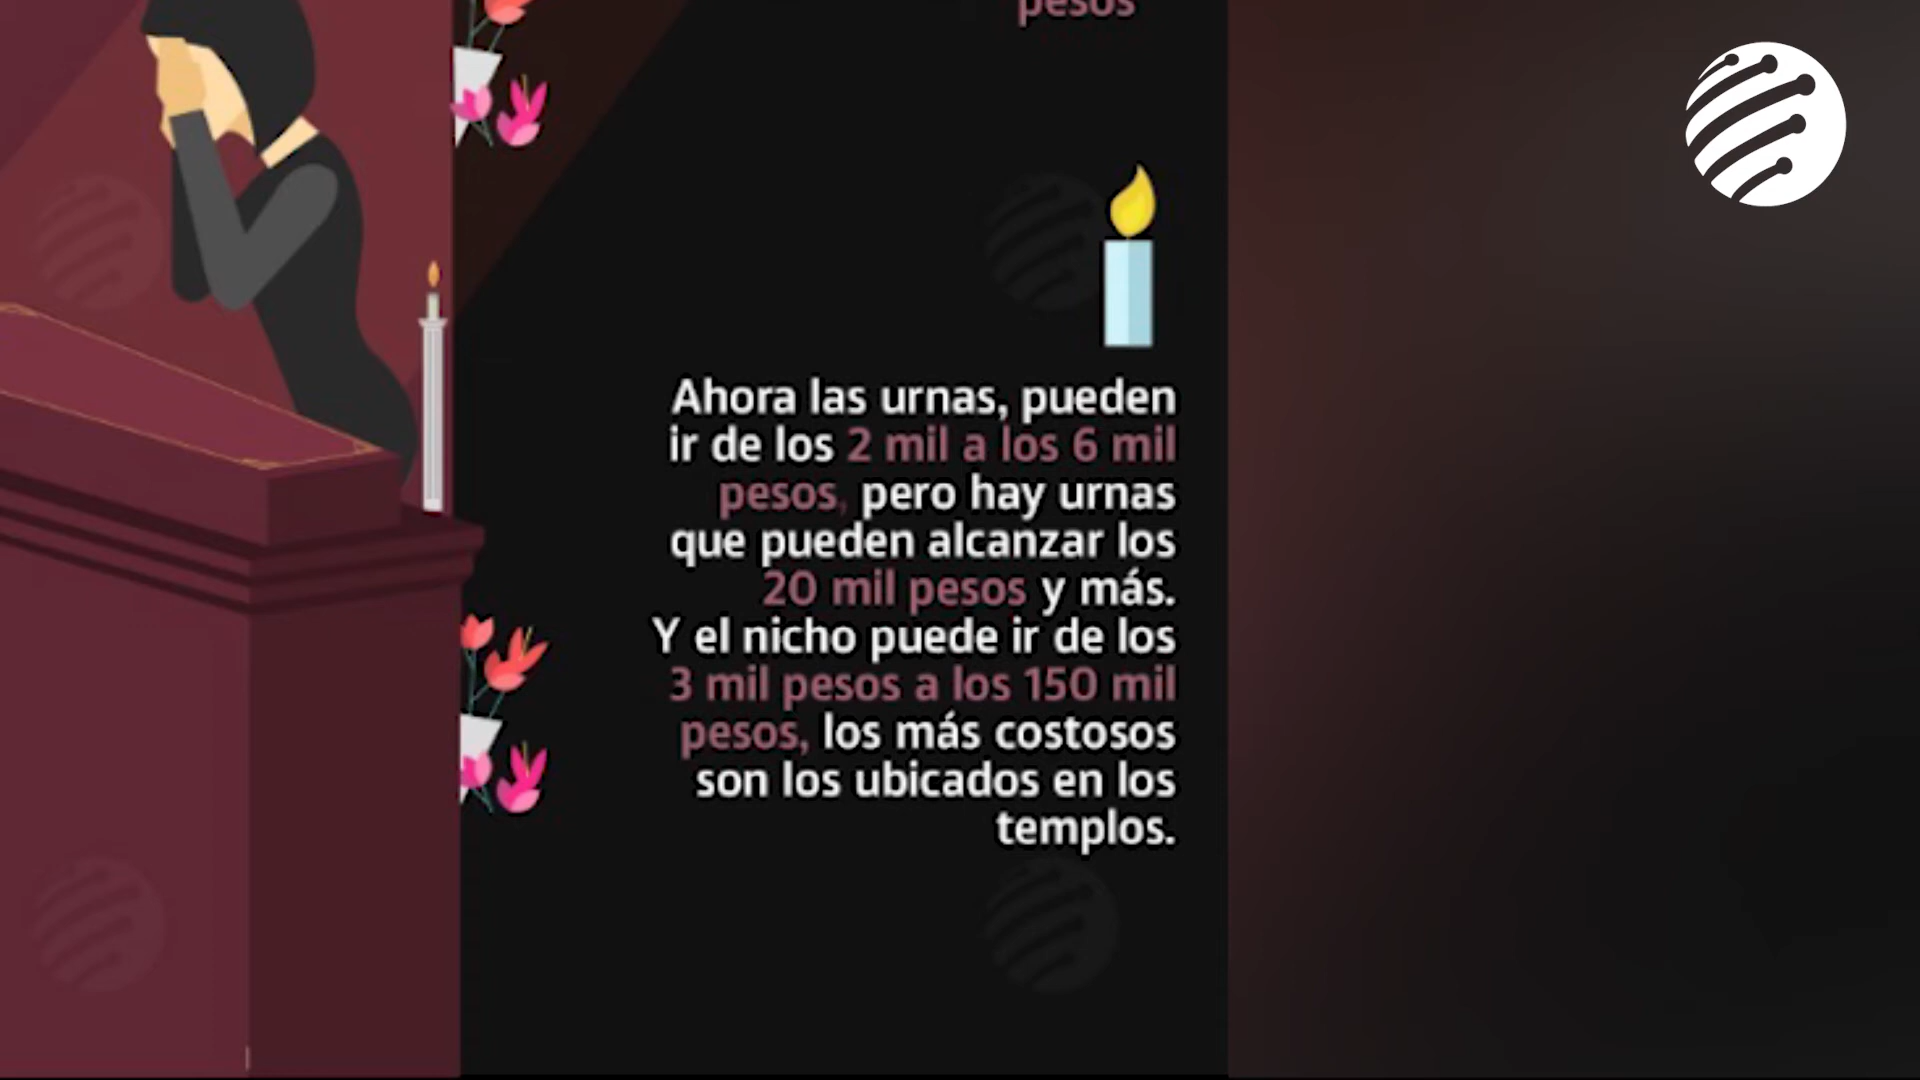 pesos
Ahora las urnas, pueden
ir de los 2 mil a los 6 mil
pesos, pero hay urnas
que pueden alcanzar los
20 mil pesos y más.
Y el nicho puede ir de los
3 mil pesos a los 150 mil
pesos, los más costosos
son los ubicados en los
templos.